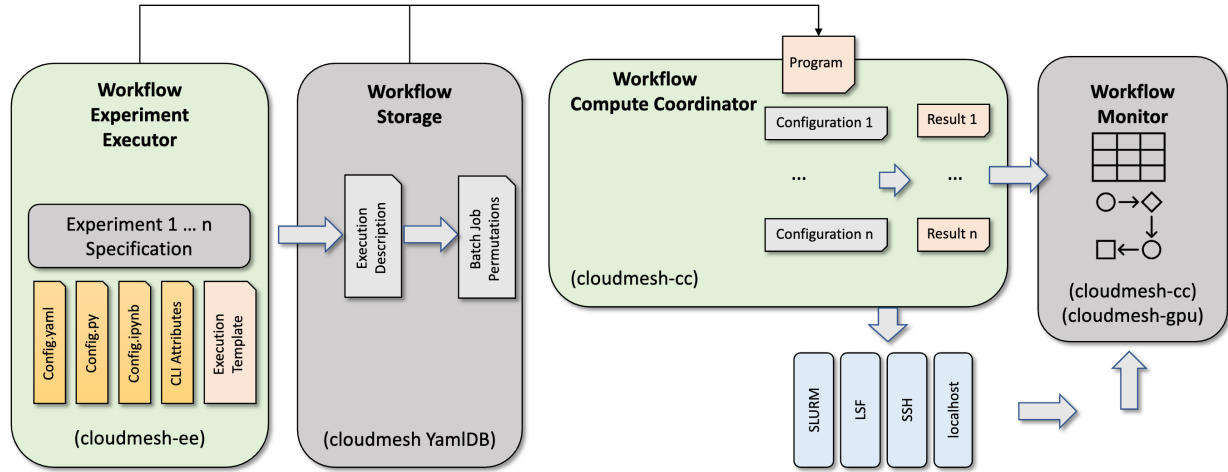 Workflow
Experiment
Executor
Experiment 1 ... n
Specification
Config.yaml
Config.py
Config.ipynb
CLI Attributes
Execution
Template
(cloudmesh-ee)
Workflow
Storage
Execution
Description
Batch Job
Permutations
(cloudmesh YamlDB)
Workflow
Compute Coordinator
Program
Configuration 1
Result 1
...
...
Configuration n
Result n
(cloudmesh-cc)
SLURM
LSF
SSH
localhost
Workflow
Monitor
(cloudmesh-cc)
(cloudmesh-gpu)